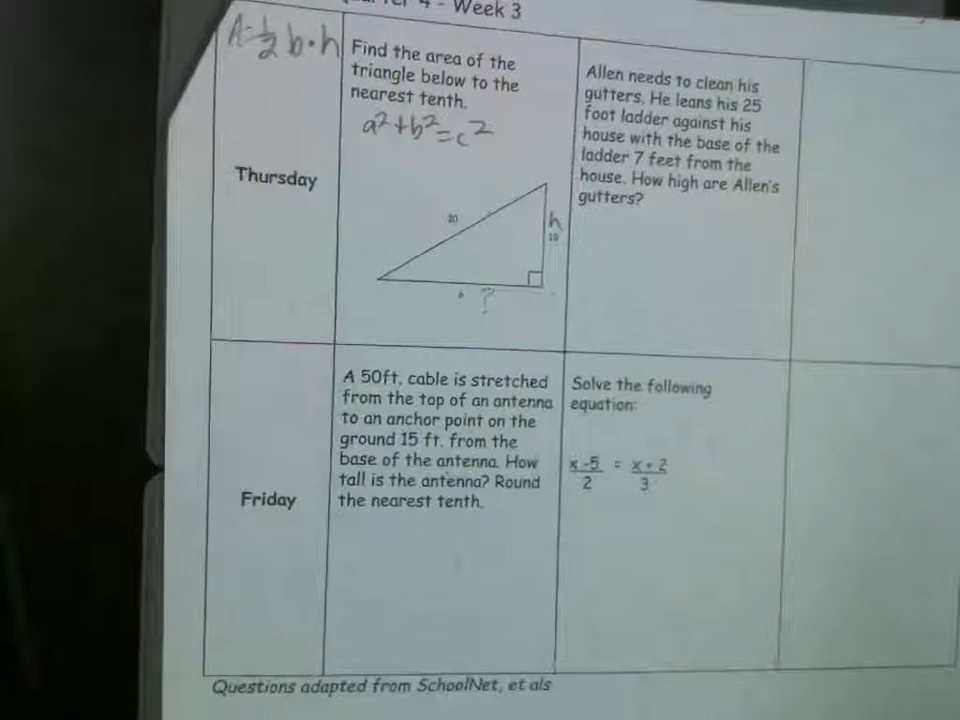 4 - Week 3
A = 1/2 b • h
Find the area of the
triangle below to the
nearest tenth.
a² + b² = c²
Thursday
20
h
10
b ?
Allen needs to clean his
gutters. He leans his 25
foot ladder against his
house with the base of the
ladder 7 feet from the
house. How high are Allen's
gutters?
Friday
A 50ft. cable is stretched
from the top of an antenna
to an anchor point on the
ground 15 ft. from the
base of the antenna. How
tall is the antenna? Round
the nearest tenth.
Solve the following
equation:
x - 5 = x + 2
2 3
Questions adapted from SchoolNet, et als